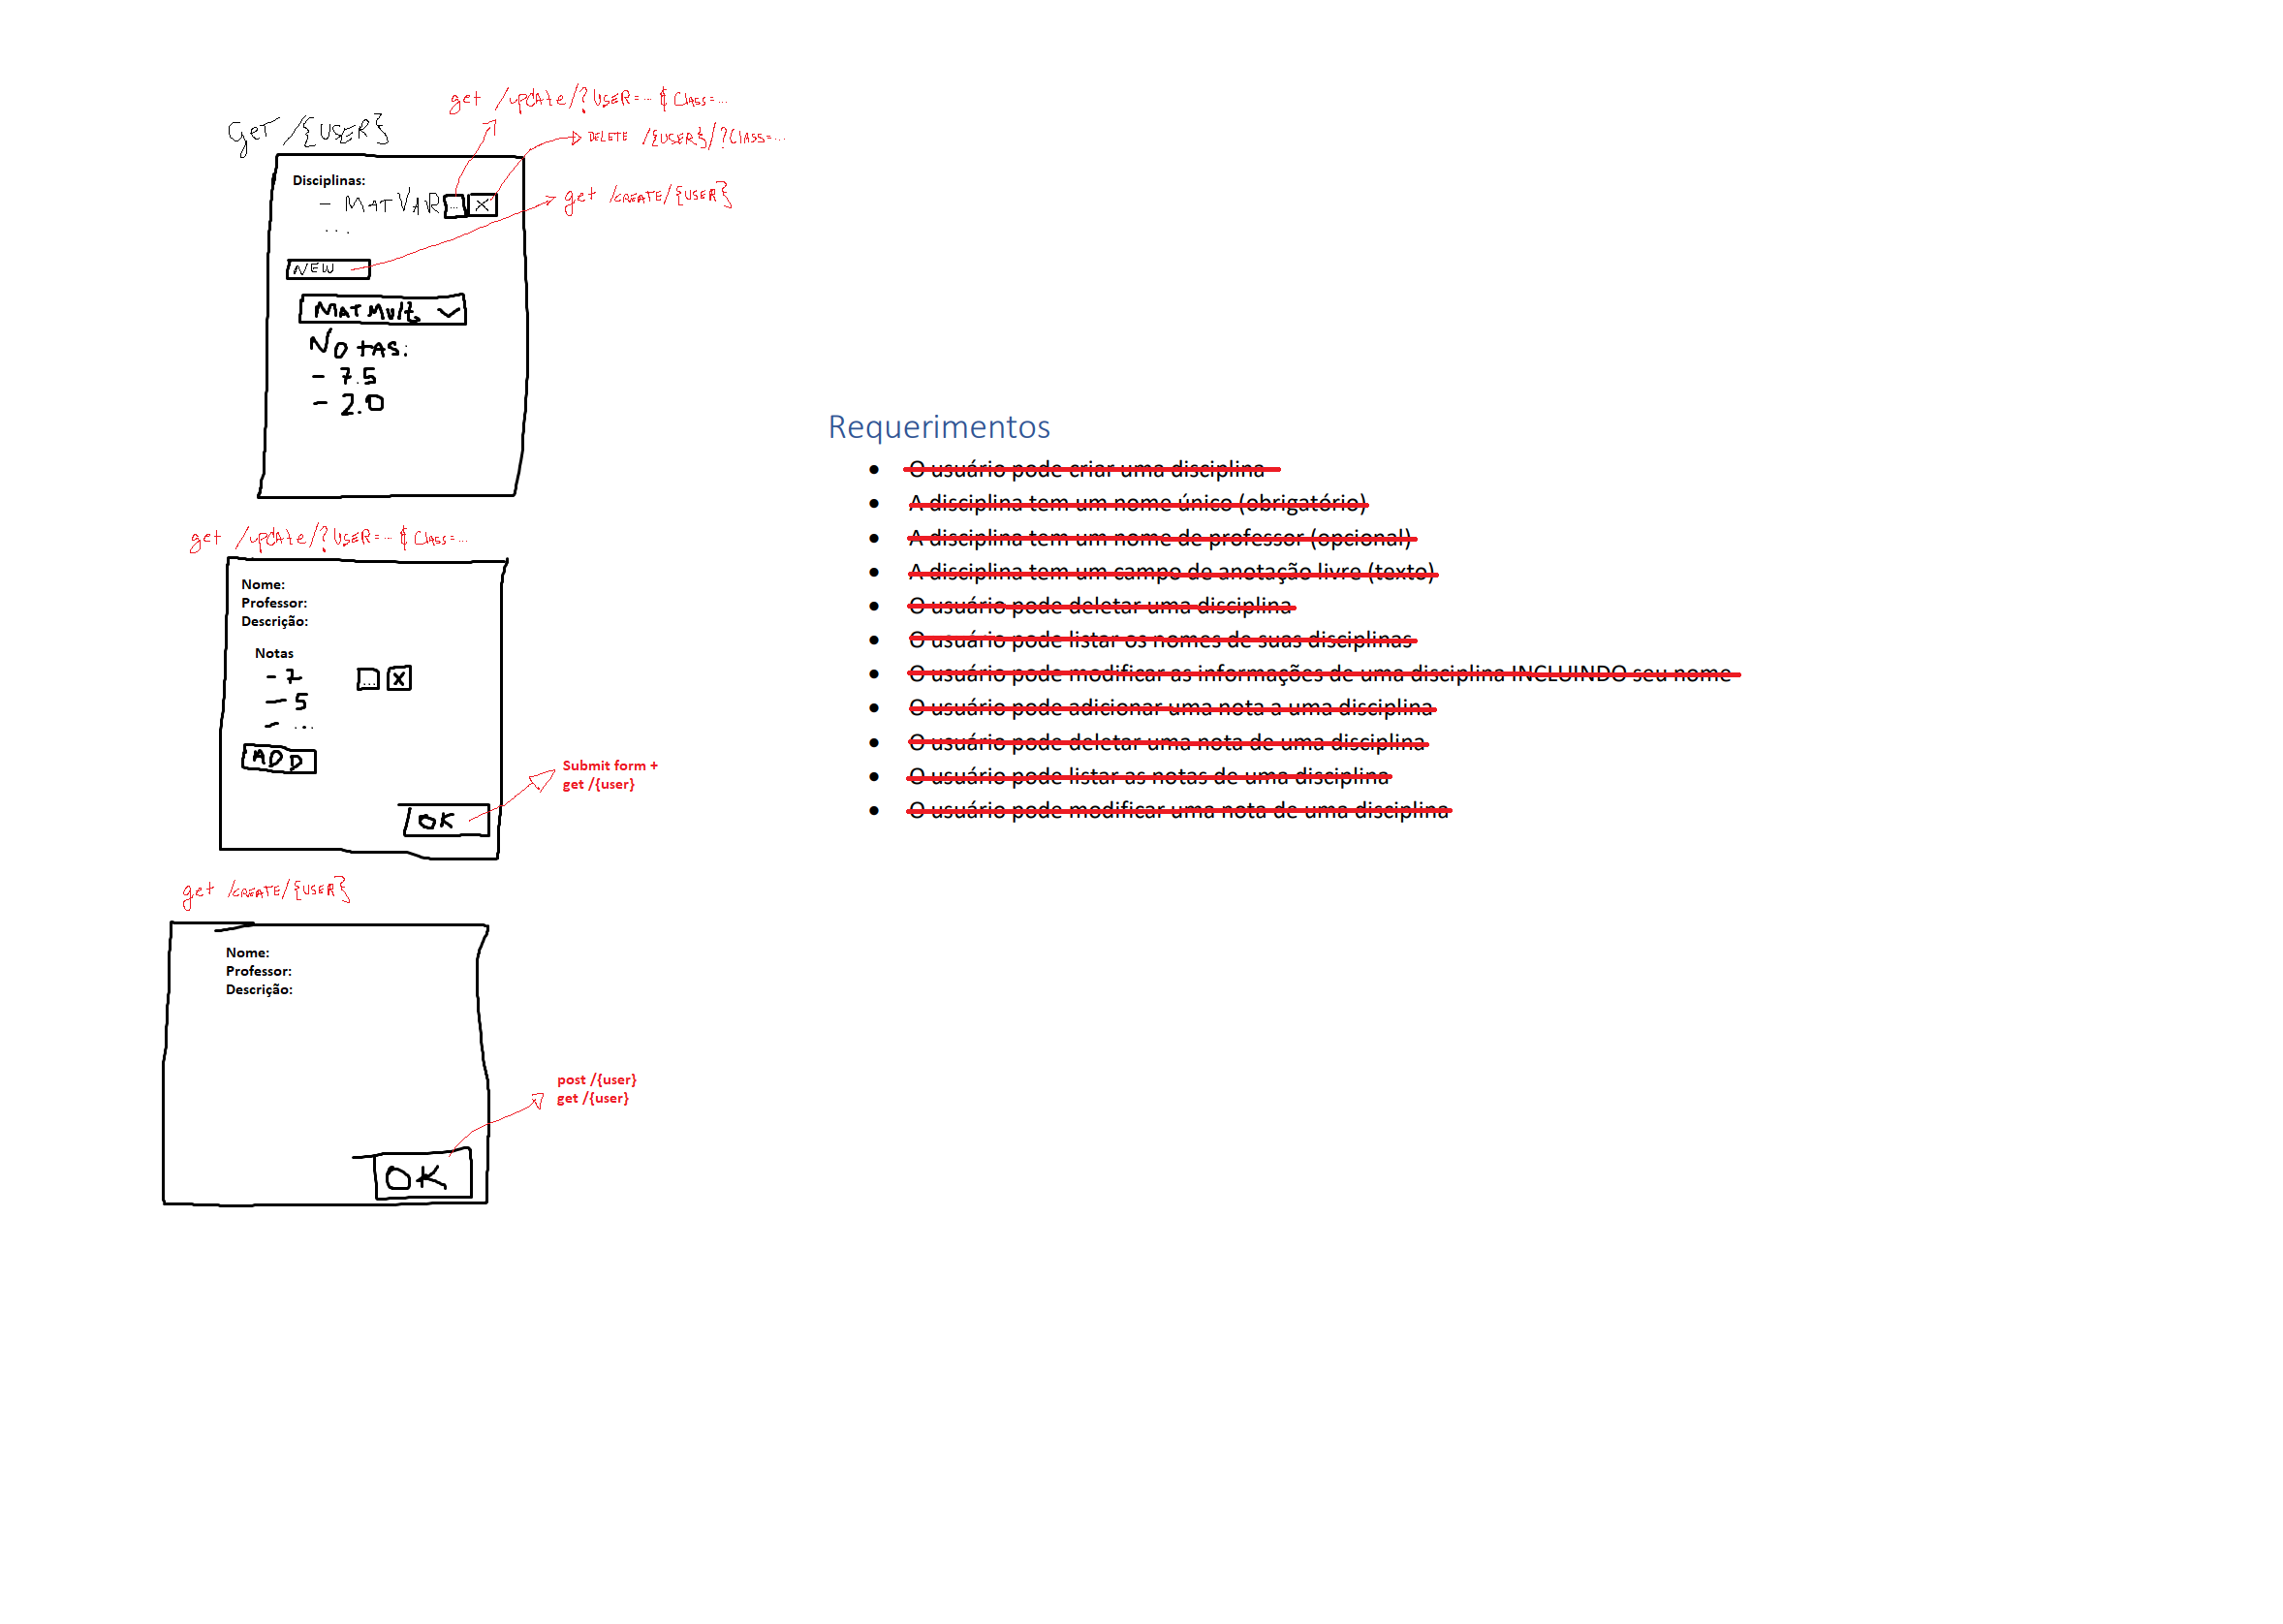 get /update/?USER=... & Class=...
Get /{USER}
DELETE /{USER}/?Class=...
Disciplinas:
- MATVAR ... X
get /CREATE/{USER}
...
NEW
MAT MULT
NOTAS:
- 7.5
- 2.0
get /update/?USER=... & Class=...
Nome:
Professor:
Descrição:
Notas
- 7 ... X
- 5
- ...
ADD
Submit form +
get /{user}
OK
get /CREATE/{USER}
Nome:
Professor:
Descrição:
post /{user}
get /{user}
OK
Requerimentos
• O usuário pode criar uma disciplina
• A disciplina tem um nome único (obrigatório)
• A disciplina tem um nome de professor (opcional)
• A disciplina tem um campo de anotação livre (texto)
• O usuário pode deletar uma disciplina
• O usuário pode listar os nomes de suas disciplinas
• O usuário pode modificar as informações de uma disciplina INCLUINDO seu nome
• O usuário pode adicionar uma nota a uma disciplina
• O usuário pode deletar uma nota de uma disciplina
• O usuário pode listar as notas de uma disciplina
• O usuário pode modificar uma nota de uma disciplina